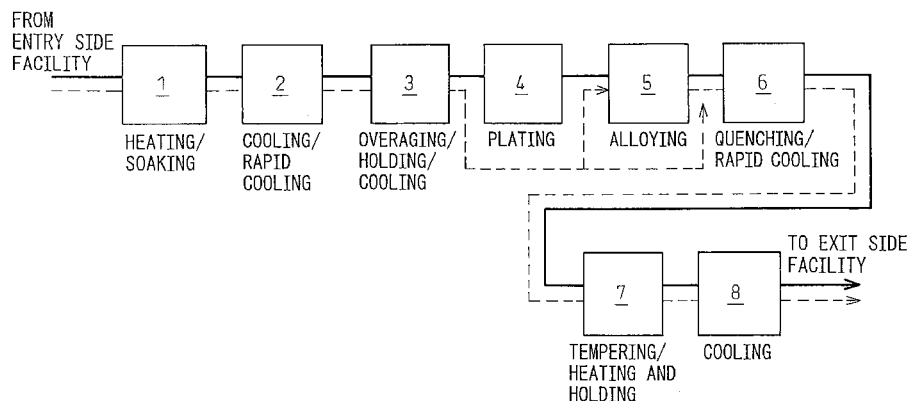 FROM
ENTRY SIDE
FACILITY
1
2
3
4
5
6
HEATING/
SOAKING
COOLING/
RAPID
COOLING
OVERAGING/
HOLDING/
COOLING
PLATING
ALLOYING
QUENCHING/
RAPID COOLING
TO EXIT SIDE
FACILITY
7
8
TEMPERING/
HEATING AND
HOLDING
COOLING